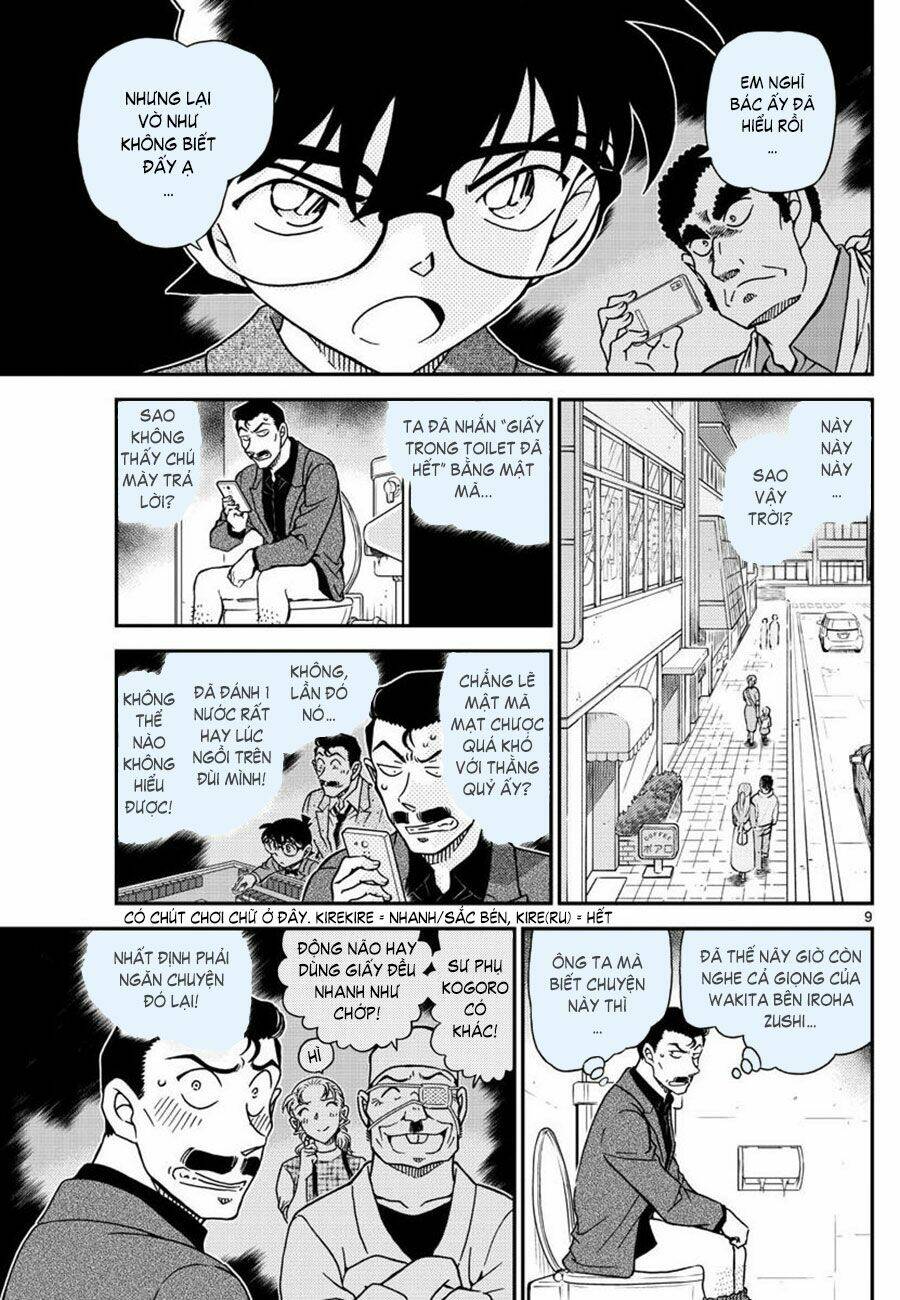 EM NGHĨ
BÁC ẤY ĐÃ
HIỂU RỒI
...
NHƯNG LẠI
VỜ NHƯ
KHÔNG BIẾT
ĐẤY Ạ
...
NÀY
NÀY
NÀY
...
SAO
VẬY
TRỜI?
TA ĐÃ NHẮN “GIẤY
TRONG TOILET ĐÃ
HẾT” BẰNG MẬT
MÃ...
SAO
KHÔNG
THẤY CHÚ
MÀY TRẢ
LỜI?
CHẲNG LẼ
MẬT MÃ
MẠT CHƯỢC
QUÁ KHÓ
VỚI THẰNG
QUỶ ẤY?
KHÔNG,
LẦN ĐÓ
NÓ...
ĐÃ ĐÁNH 1
NƯỚC RẤT
HAY LÚC
NGỒI TRÊN
ĐÙI MÌNH!
KHÔNG
THỂ
NÀO
KHÔNG
HIỂU
ĐƯỢC!
COFFEE
ポアロ
CÓ CHÚT CHƠI CHỮ Ở ĐÂY. KIREKIRE = NHANH/SẮC BÉN, KIRE(RU) = HẾT
9
ĐÃ THẾ NÃY GIỜ CÒN
NGHE CẢ GIỌNG CỦA
WAKITA BÊN IROHA
ZUSHI...
ÔNG TA MÀ
BIẾT CHUYỆN
NÀY THÌ
...
SƯ PHỤ
KOGORO
CÓ
KHÁC!
ĐỘNG NÃO HAY
DÙNG GIẤY ĐỀU
NHANH NHƯ
CHỚP!
HÌ
NHẤT ĐỊNH PHẢI
NGĂN CHUYỆN
ĐÓ LẠI!